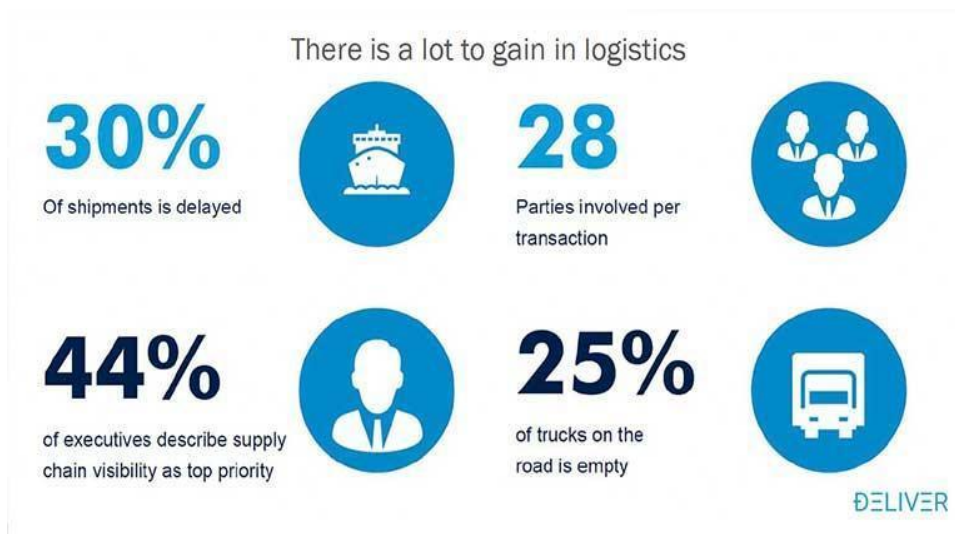 There is a lot to gain in logistics
30%
Of shipments is delayed
28
Parties involved per
transaction
44%
of executives describe supply
chain visibility as top priority
25%
of trucks on the
road is empty
ĐΞLIVΞR